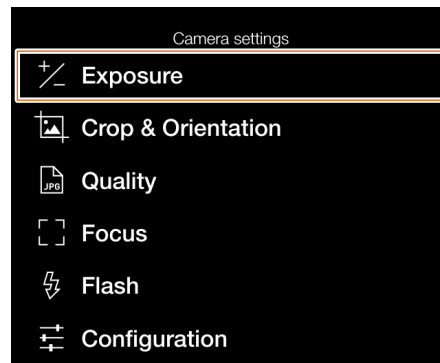 Camera settings
Exposure
Crop & Orientation
JPG Quality
Focus
Flash
Configuration